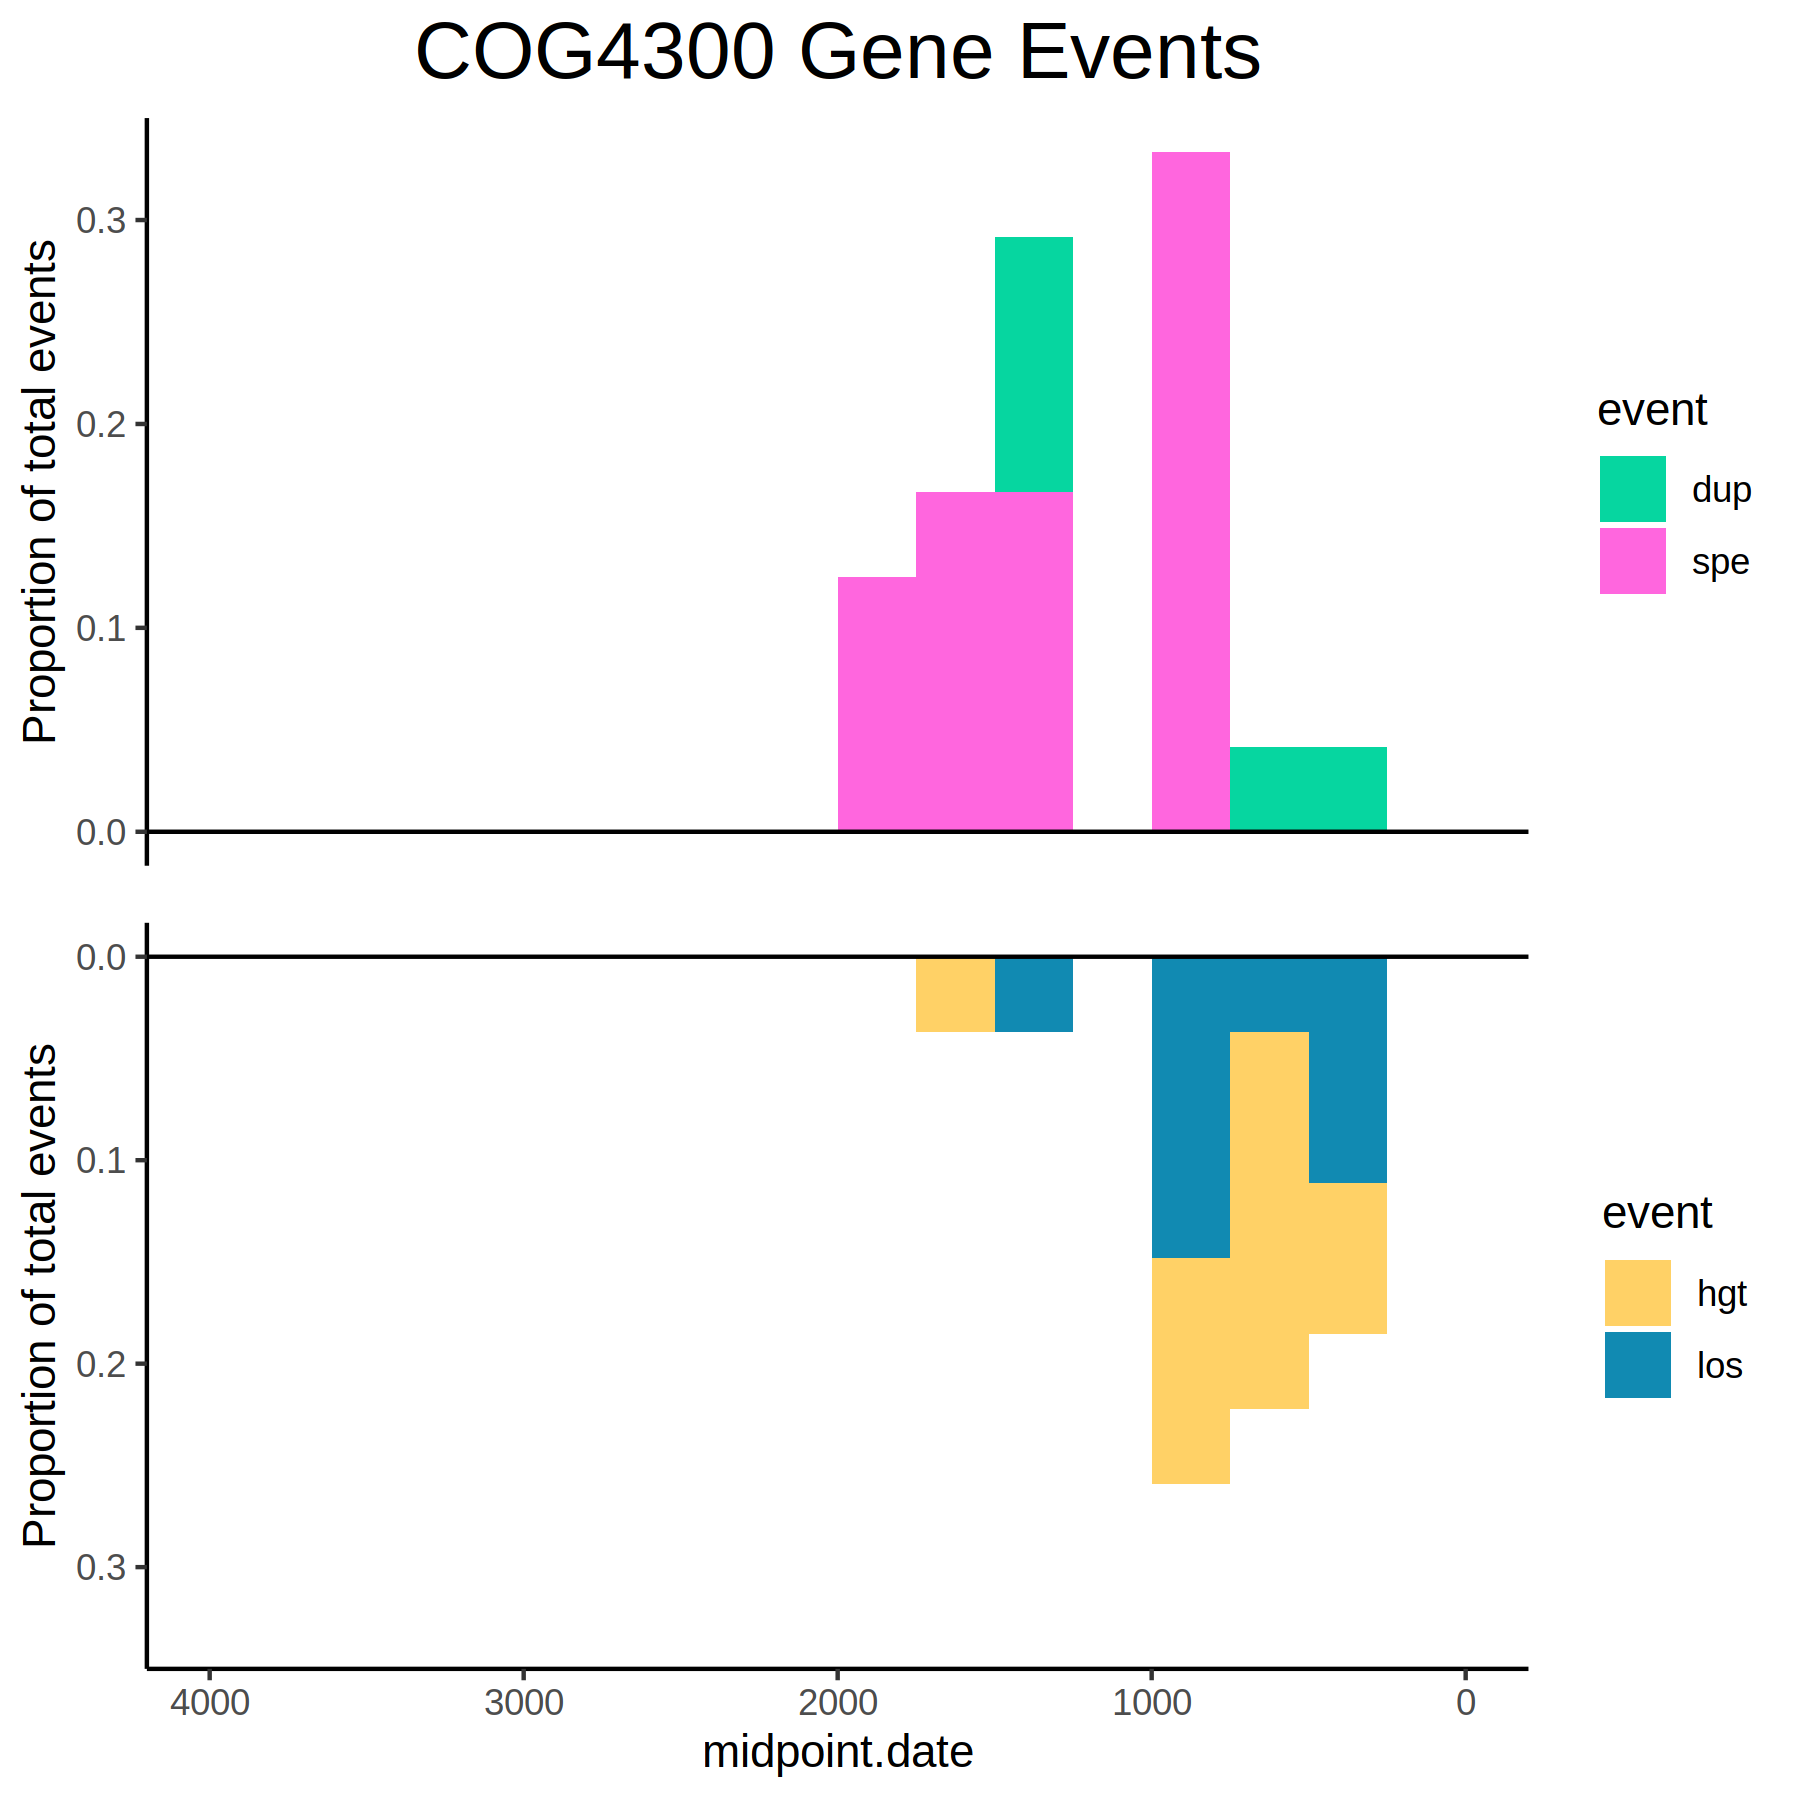 COG4300 Gene Events
Proportion of total events
0.3
0.2
0.1
0.0
event
dup
spe
Proportion of total events
0.0
0.1
0.2
0.3
event
hgt
los
4000 3000 2000 1000 0
midpoint.date